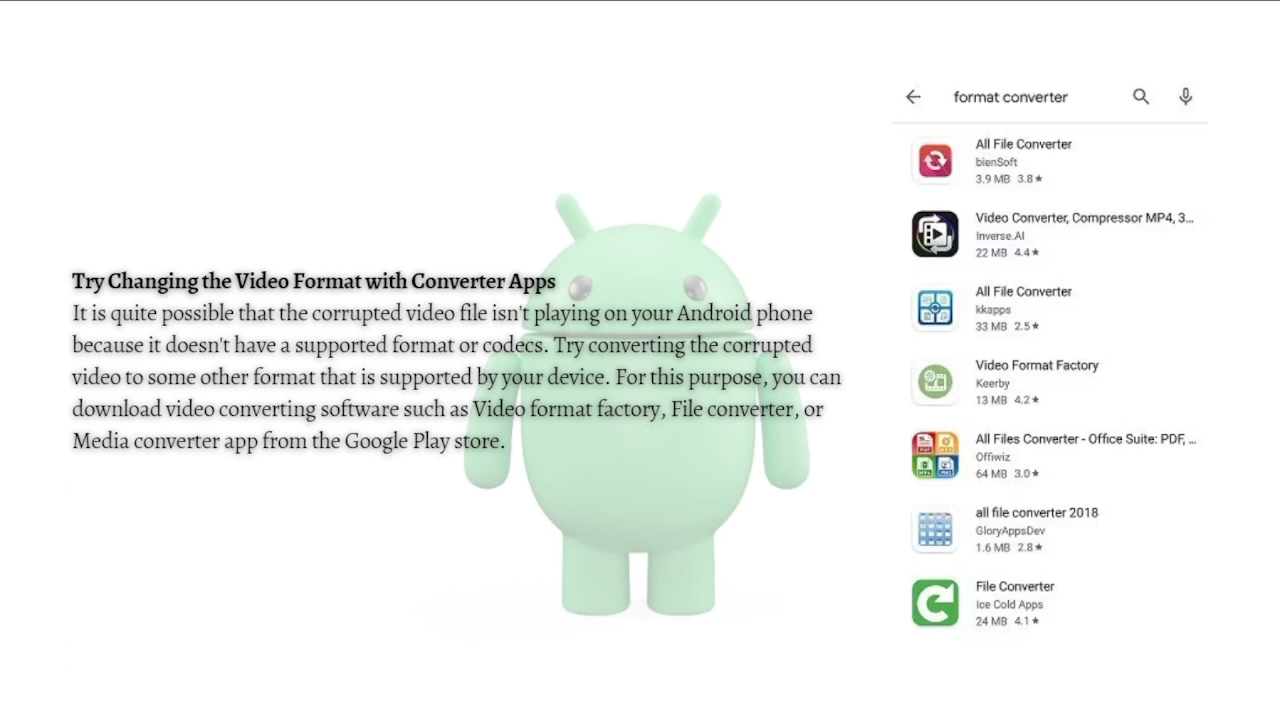 Try Changing the Video Format with Converter Apps
It is quite possible that the corrupted video file isn't playing on your Android phone
because it doesn't have a supported format or codecs. Try converting the corrupted
video to some other format that is supported by your device. For this purpose, you can
download video converting software such as Video format factory, File converter, or
Media converter app from the Google Play store.
format converter
All File Converter
bienSoft
3.9 MB 3.8★
Video Converter, Compressor MP4, 3...
Inverse.AI
22 MB 4.4★
All File Converter
kkapps
33 MB 2.5★
Video Format Factory
Keerby
13 MB 4.2★
All Files Converter - Office Suite: PDF, ...
Offiwiz
64 MB 3.0★
all file converter 2018
GloryAppsDev
1.6 MB 2.8★
File Converter
Ice Cold Apps
24 MB 4.1★